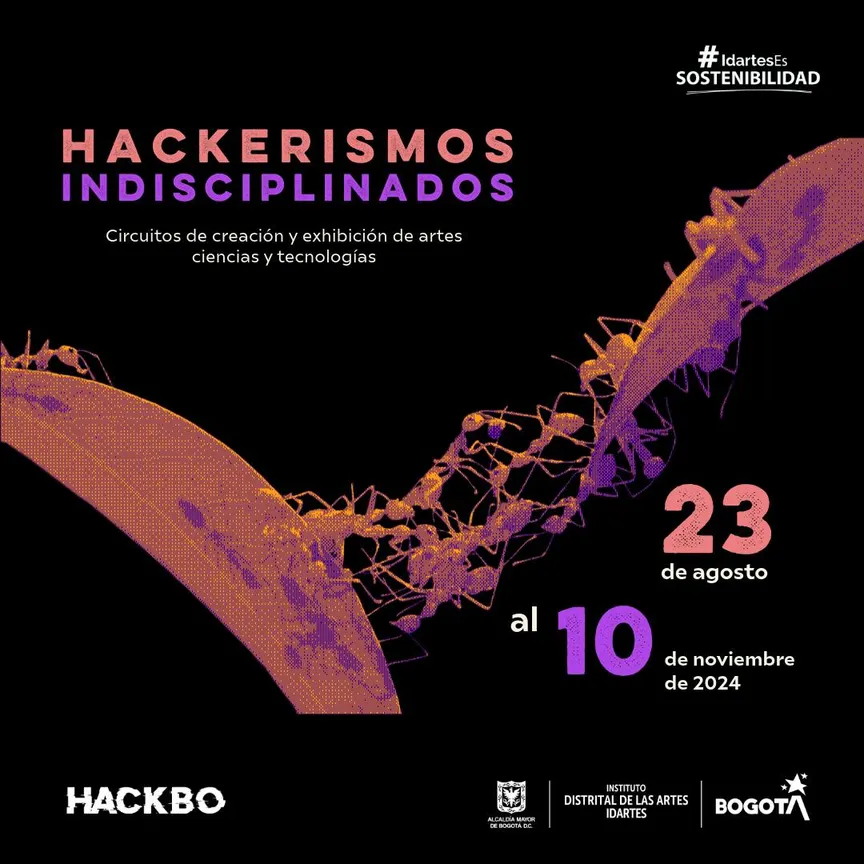 #IdartesEs
SOSTENIBILIDAD
HACKERISMOS
INDISCIPLINADOS
Circuitos de creación y exhibición de artes
ciencias y tecnologías
23
de agosto
al 10
de noviembre
de 2024
HACKBO
ALCALDÍA MAYOR
DE BOGOTÁ D.C.
INSTITUTO
DISTRITAL DE LAS ARTES
IDARTES
BOGOTÁ